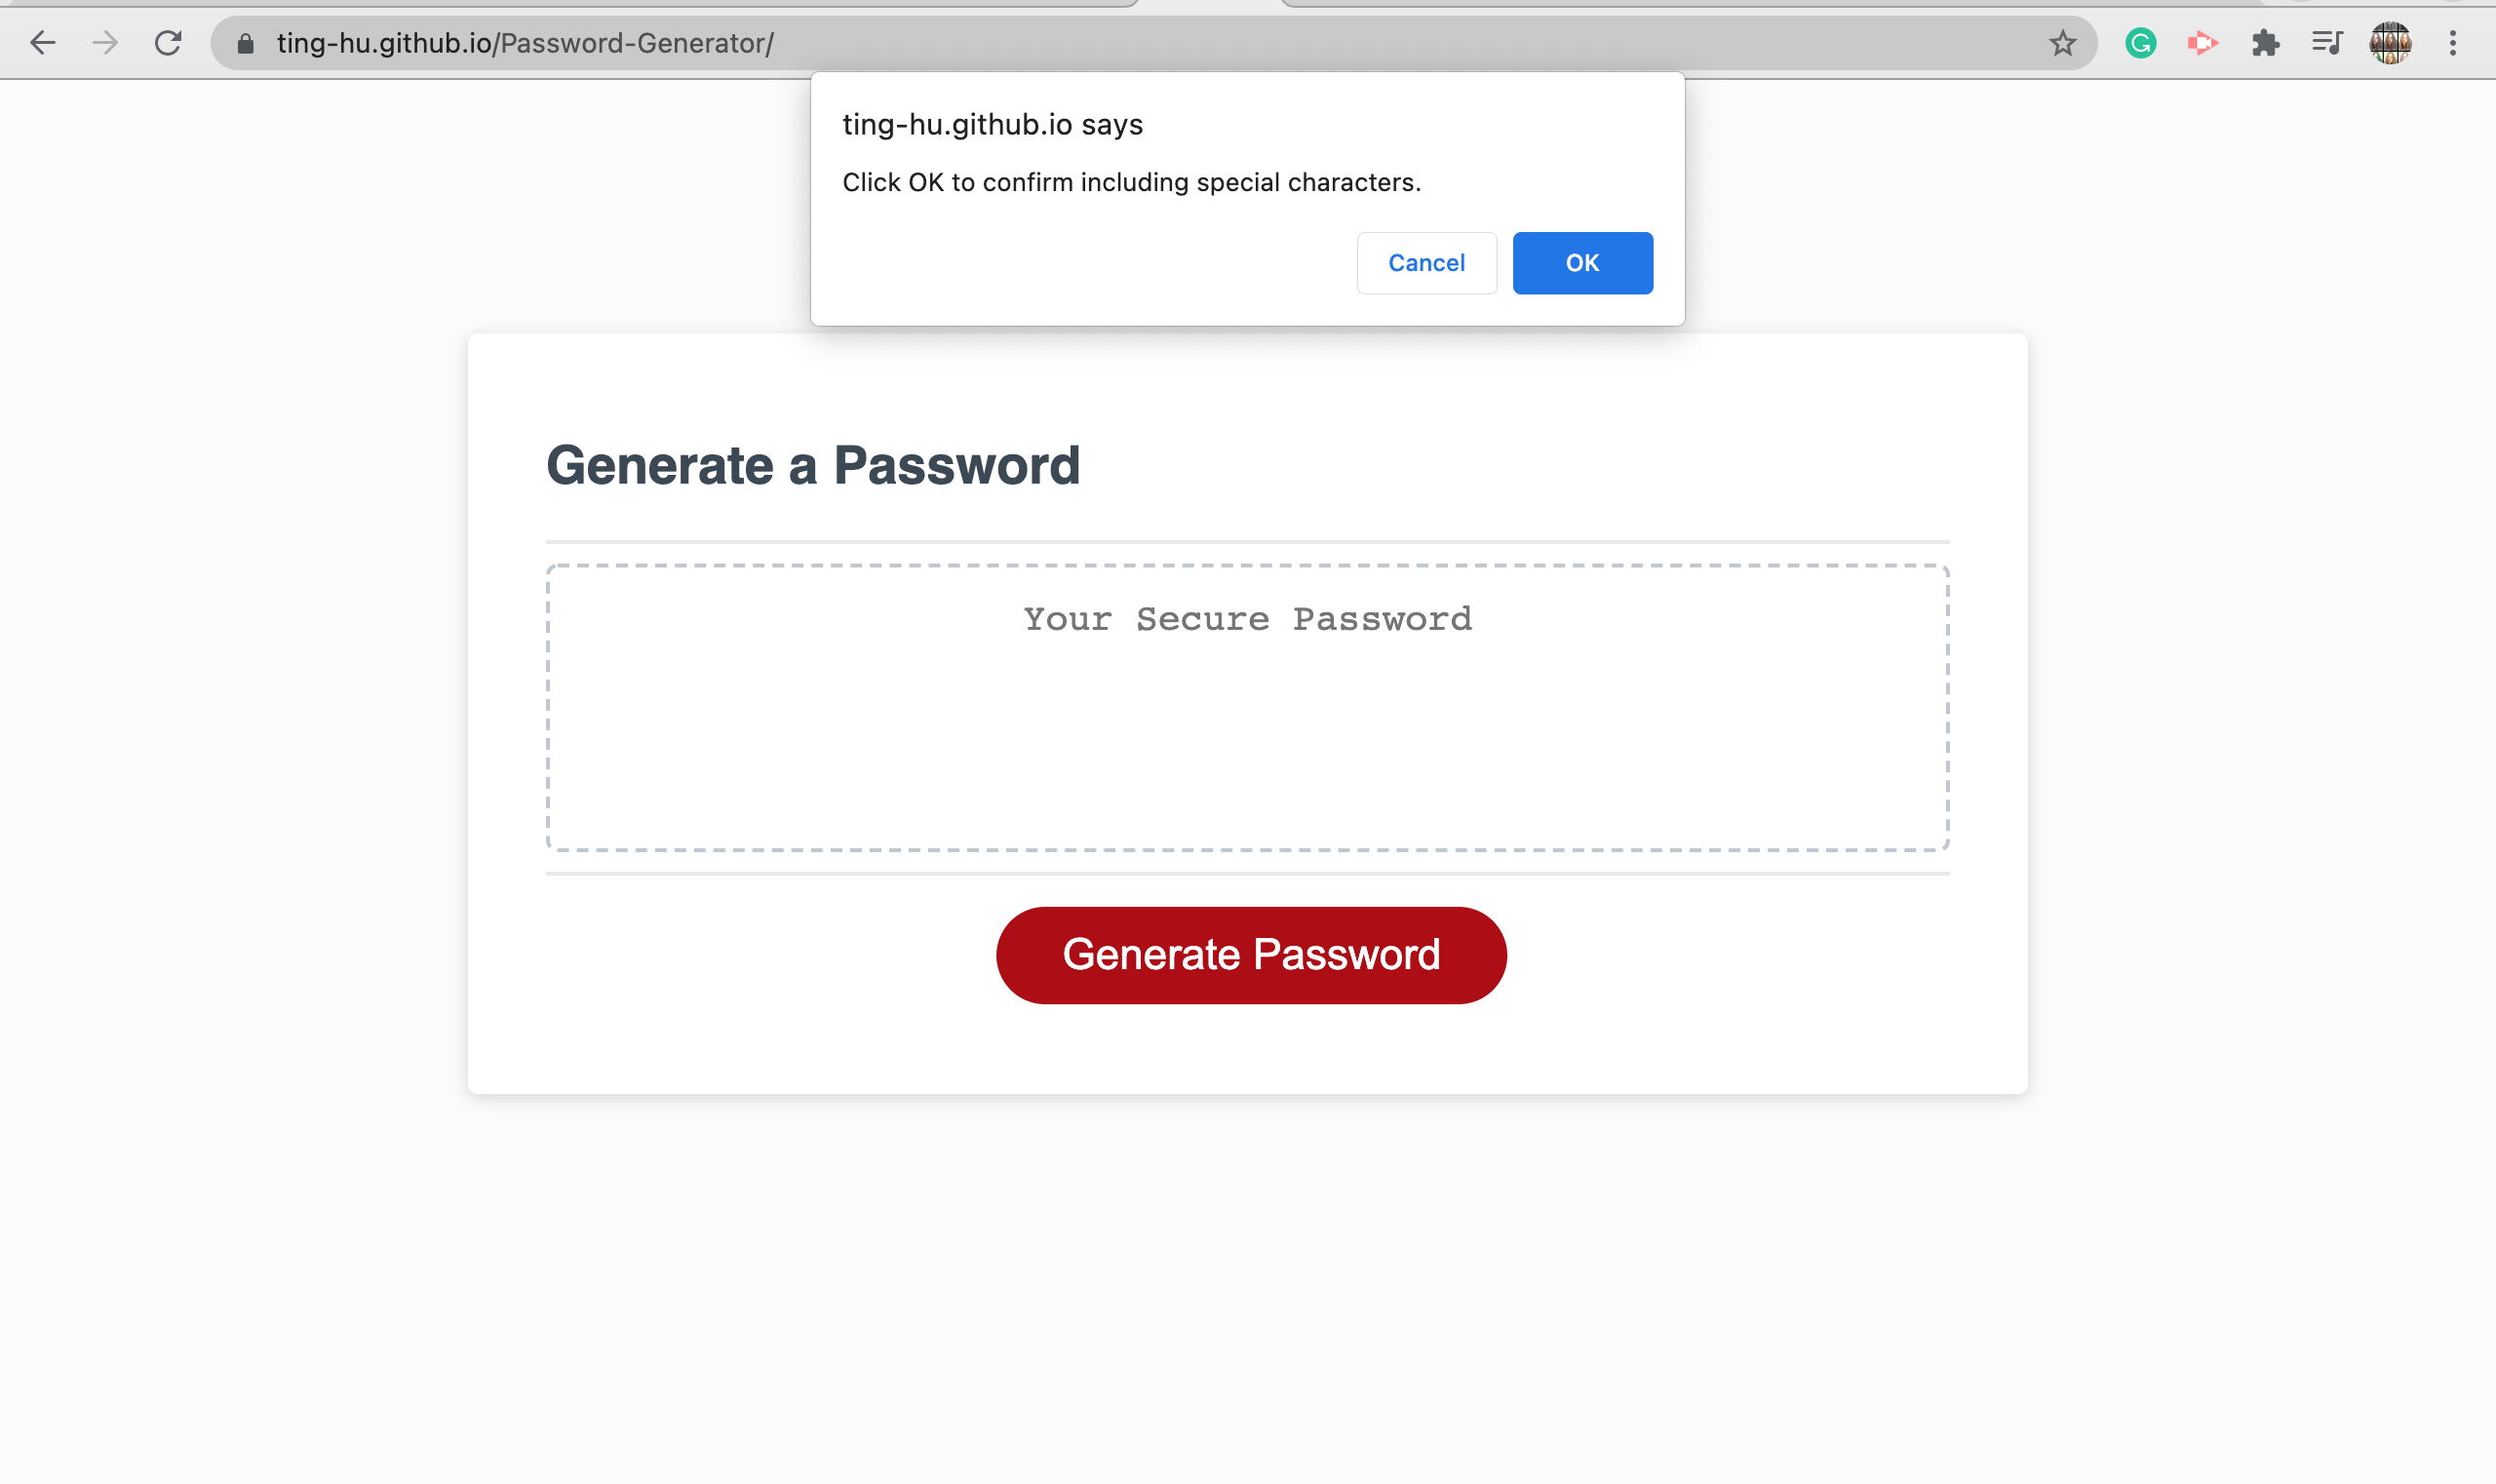 ting-hu.github.io/Password-Generator/
ting-hu.github.io says
Click OK to confirm including special characters.
Cancel
OK
Generate a Password
Your Secure Password
Generate Password